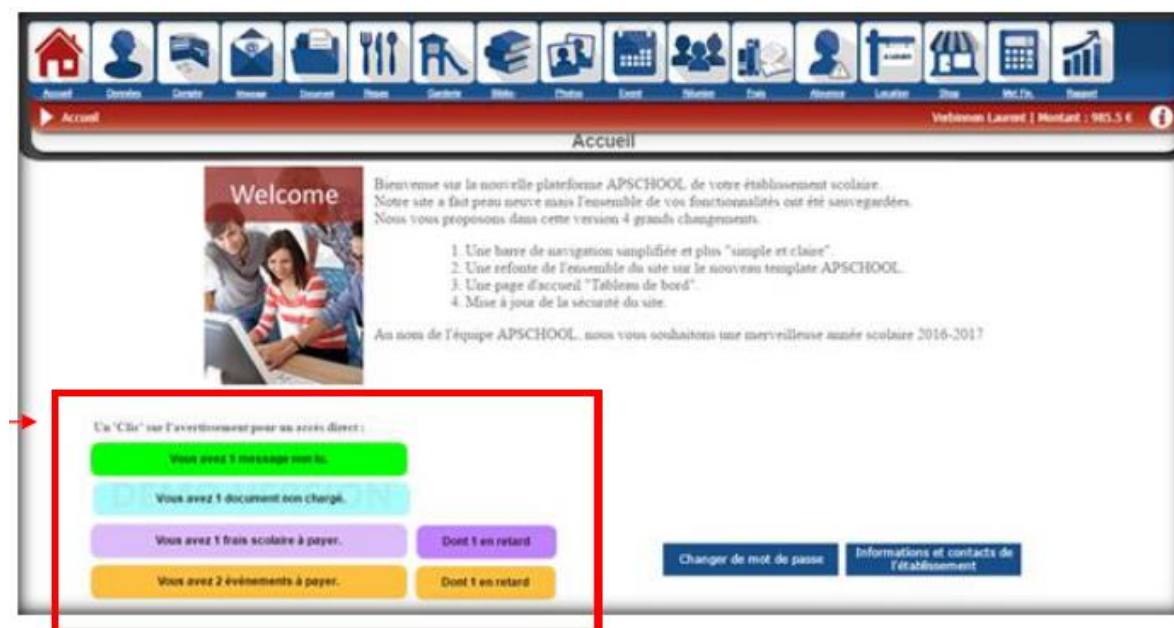 Accueil Données Compte Message Document Repas Garderie Biblio Photos Event Réunion Frais Absence Location Shop Rapport
Accueil
Verbinnen Laurent | Montant : 985.5 €
Accueil
Welcome
Bienvenue sur la nouvelle plateforme APSCHOOL de votre établissement scolaire.
Notre site a fait peau neuve mais l'ensemble de vos fonctionnalités ont été sauvegardées.
Nous vous proposons dans cette version 4 grands changements.
1. Une barre de navigation simplifiée et plus "simple et claire".
2. Une refonte de l'ensemble du site sur le nouveau template APSCHOOL.
3. Une page d'accueil "Tableau de bord".
4. Mise à jour de la sécurité du site.
Au nom de l'équipe APSCHOOL, nous vous souhaitons une merveilleuse année scolaire 2016-2017
Un 'Clic' sur l'avertissement pour un accès direct :
Vous avez 1 message non lu.
DEMO VERSION
Vous avez 1 document non chargé.
Vous avez 1 frais scolaire à payer. Dont 1 en retard
Vous avez 2 événements à payer. Dont 1 en retard
Changer de mot de passe
Informations et contacts de
l'établissement